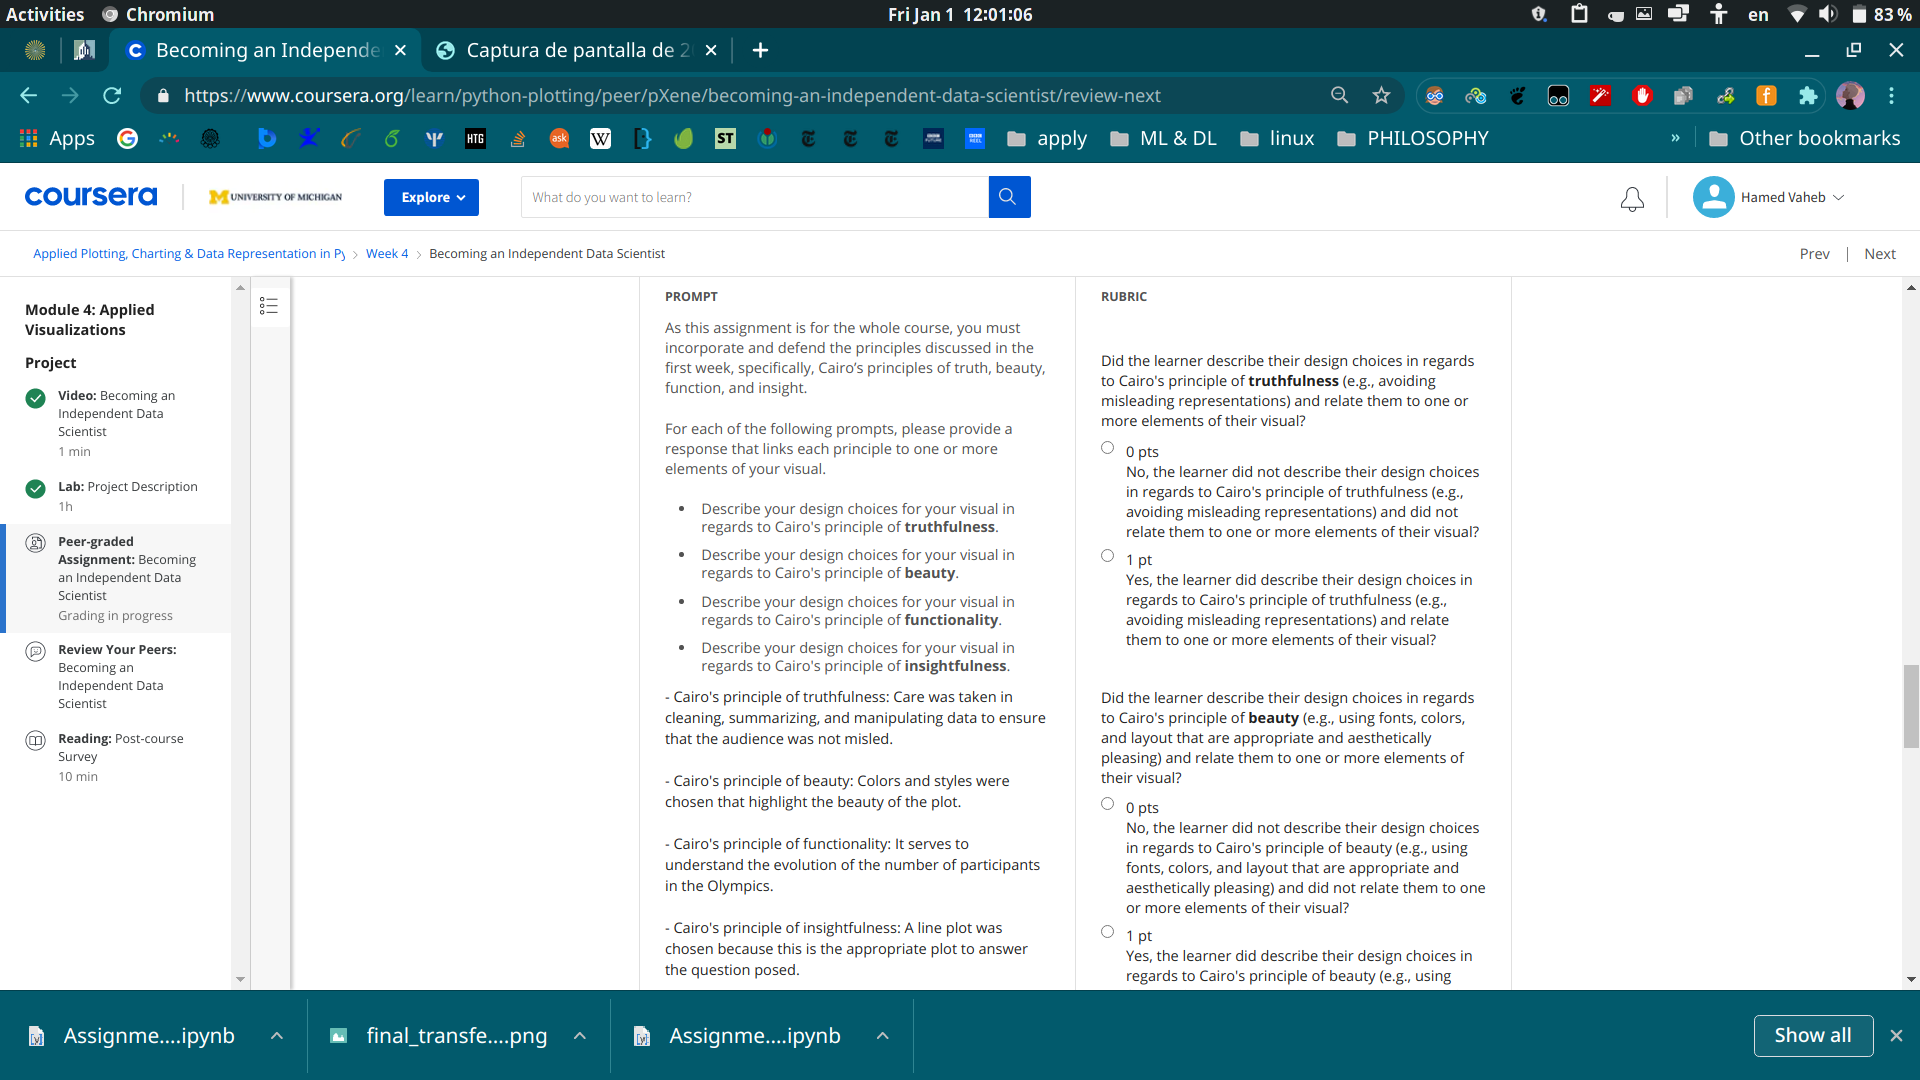 Activities
Chromium
Fri Jan 1 12:01:06
en
83 %
Becoming an Independe
Captura de pantalla de 2
https://www.coursera.org/learn/python-plotting/peer/pXene/becoming-an-independent-data-scientist/review-next
Apps
HTG
ask
W
ST
apply
ML & DL
linux
PHILOSOPHY
»
Other bookmarks
coursera
M UNIVERSITY OF MICHIGAN
Explore
What do you want to learn?
Hamed Vaheb
Applied Plotting, Charting & Data Representation in Py
Week 4
Becoming an Independent Data Scientist
Prev
Next
Module 4: Applied
Visualizations
Project
Video: Becoming an
Independent Data
Scientist
1 min
Lab: Project Description
1h
Peer-graded
Assignment: Becoming
an Independent Data
Scientist
Grading in progress
Review Your Peers:
Becoming an
Independent Data
Scientist
Reading: Post-course
Survey
10 min
PROMPT
As this assignment is for the whole course, you must
incorporate and defend the principles discussed in the
first week, specifically, Cairo’s principles of truth, beauty,
function, and insight.
For each of the following prompts, please provide a
response that links each principle to one or more
elements of your visual.
• Describe your design choices for your visual in
regards to Cairo's principle of truthfulness.
• Describe your design choices for your visual in
regards to Cairo's principle of beauty.
• Describe your design choices for your visual in
regards to Cairo's principle of functionality.
• Describe your design choices for your visual in
regards to Cairo's principle of insightfulness.
- Cairo's principle of truthfulness: Care was taken in
cleaning, summarizing, and manipulating data to ensure
that the audience was not misled.
- Cairo's principle of beauty: Colors and styles were
chosen that highlight the beauty of the plot.
- Cairo's principle of functionality: It serves to
understand the evolution of the number of participants
in the Olympics.
- Cairo's principle of insightfulness: A line plot was
chosen because this is the appropriate plot to answer
the question posed.
RUBRIC
Did the learner describe their design choices in regards
to Cairo's principle of truthfulness (e.g., avoiding
misleading representations) and relate them to one or
more elements of their visual?
0 pts
No, the learner did not describe their design choices
in regards to Cairo's principle of truthfulness (e.g.,
avoiding misleading representations) and did not
relate them to one or more elements of their visual?
1 pt
Yes, the learner did describe their design choices in
regards to Cairo's principle of truthfulness (e.g.,
avoiding misleading representations) and relate
them to one or more elements of their visual?
Did the learner describe their design choices in regards
to Cairo's principle of beauty (e.g., using fonts, colors,
and layout that are appropriate and aesthetically
pleasing) and relate them to one or more elements of
their visual?
0 pts
No, the learner did not describe their design choices
in regards to Cairo's principle of beauty (e.g., using
fonts, colors, and layout that are appropriate and
aesthetically pleasing) and did not relate them to one
or more elements of their visual?
1 pt
Yes, the learner did describe their design choices in
regards to Cairo's principle of beauty (e.g., using
Assignme....ipynb
final_transfe....png
Assignme....ipynb
Show all